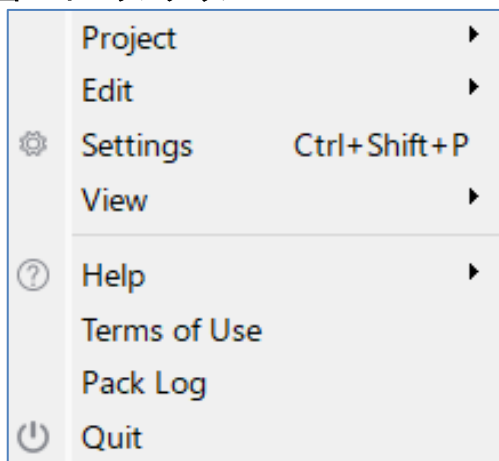 Project
Edit
Settings Ctrl+Shift+P
View
Help
Terms of Use
Pack Log
Quit